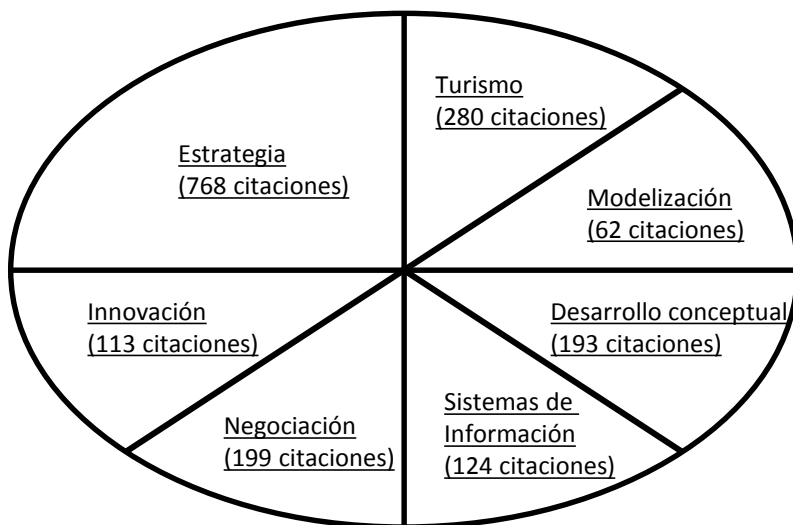 Turismo
(280 citaciones)
Estrategia
(768 citaciones)
Modelización
(62 citaciones)
Innovación
(113 citaciones)
Desarrollo conceptual
(193 citaciones)
Negociación
(199 citaciones)
Sistemas de
Información
(124 citaciones)